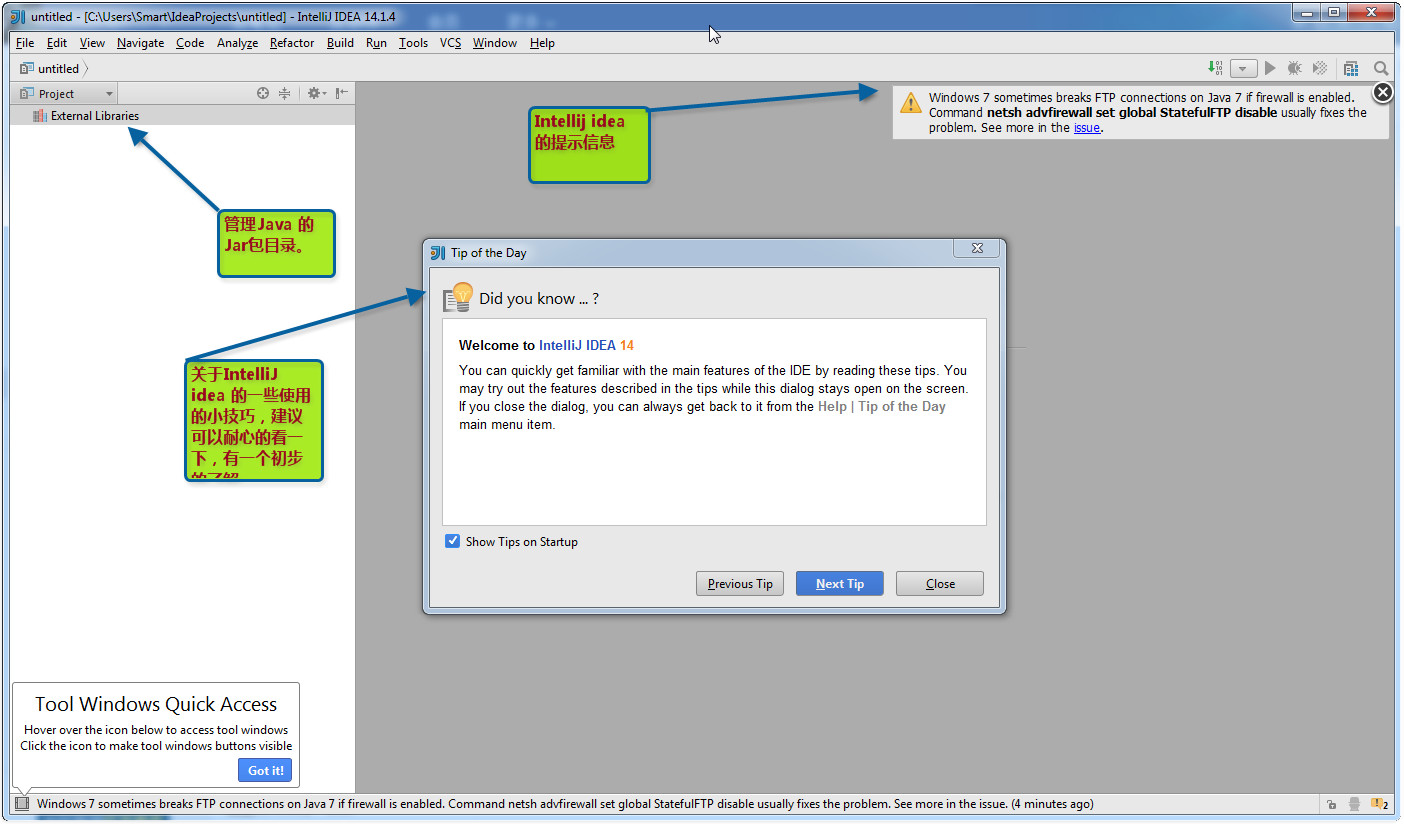 untitled - [C:\Users\Smart\IdeaProjects\untitled] - IntelliJ IDEA 14.1.4
File Edit View Navigate Code Analyze Refactor Build Run Tools VCS Window Help
untitled
Project
External Libraries
Windows 7 sometimes breaks FTP connections on Java 7 if firewall is enabled.
Command netsh advfirewall set global StatefulFTP disable usually fixes the
problem. See more in the issue.
Intellij idea
的提示信息
管理Java 的
Jar包目录。
Tip of the Day
Did you know ... ?
Welcome to IntelliJ IDEA 14
You can quickly get familiar with the main features of the IDE by reading these tips. You
may try out the features described in the tips while this dialog stays open on the screen.
If you close the dialog, you can always get back to it from the Help | Tip of the Day
main menu item.
关于IntelliJ
idea 的一些使用
的小技巧，建议
可以耐心的看一
下，有一个初步
的了解
Show Tips on Startup
Previous Tip Next Tip Close
Tool Windows Quick Access
Hover over the icon below to access tool windows
Click the icon to make tool windows buttons visible
Got it!
Windows 7 sometimes breaks FTP connections on Java 7 if firewall is enabled. Command netsh advfirewall set global StatefulFTP disable usually fixes the problem. See more in the issue. (4 minutes ago)
2